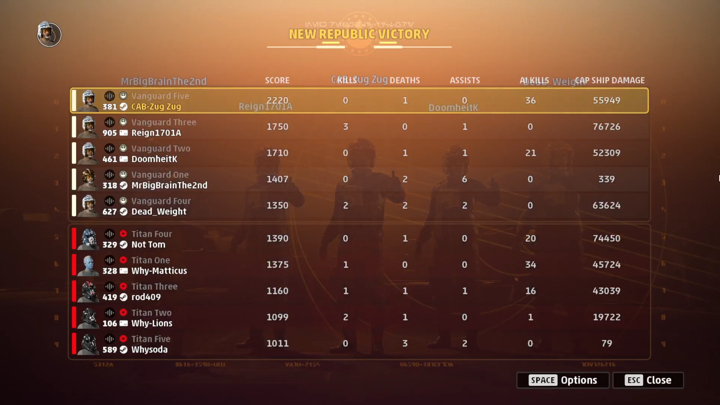 NEW REPUBLIC VICTORY
MrBigBrainThe2nd
CAB-Zug Zug
Dead_Weight
SCORE KILLS DEATHS ASSISTS AI KILLS CAP SHIP DAMAGE
Reign1701A
DoomheitK
Vanguard Five
381 CAB-Zug Zug 2220 0 1 0 36 55949
Vanguard Three
905 Reign1701A 1750 3 0 1 0 76726
Vanguard Two
461 DoomheitK 1710 0 1 1 21 52309
Vanguard One
318 MrBigBrainThe2nd 1407 0 2 6 0 339
Vanguard Four
627 Dead_Weight 1350 2 2 2 0 63624
Titan Four
329 Not Tom 1390 0 1 0 20 74450
Titan One
328 Why-Matticus 1375 1 0 0 34 45724
Titan Three
419 rod409 1160 1 1 1 16 43039
Titan Two
106 Why-Lions 1099 2 1 0 1 19722
Titan Five
589 Whysoda 1011 0 3 2 0 79
SPACE Options
ESC Close